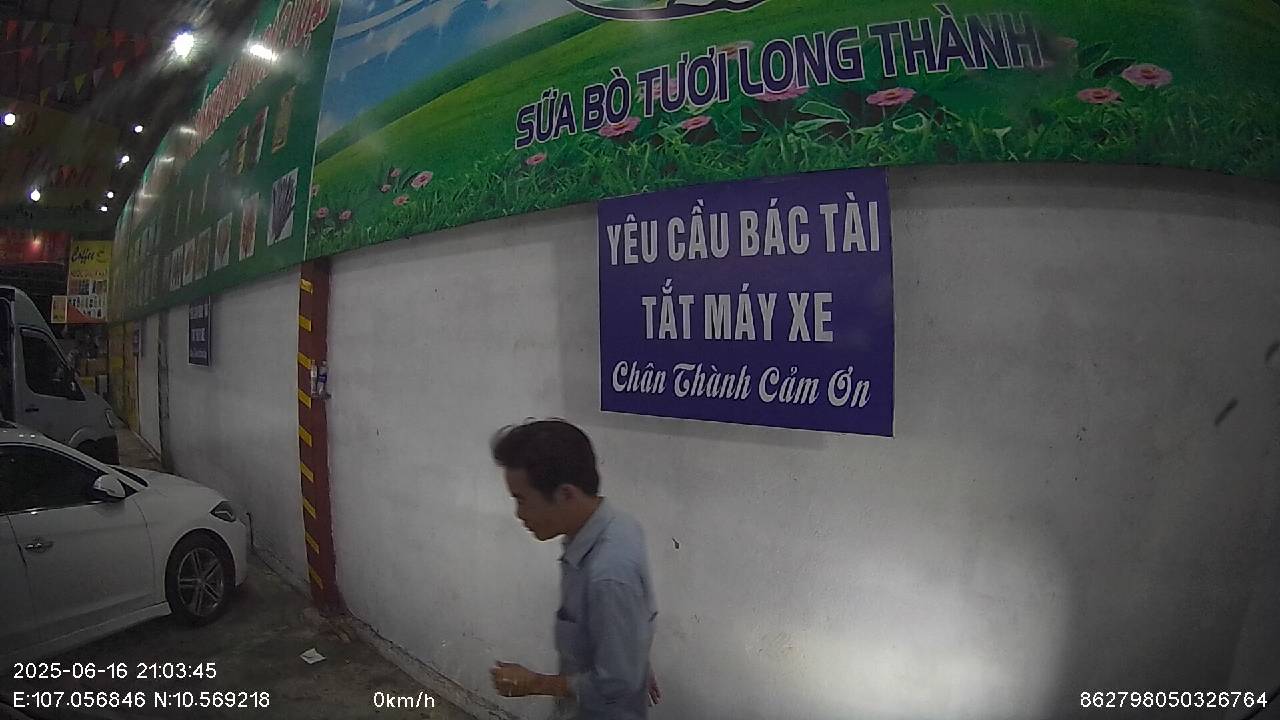 SỮA BÒ TƯƠI LONG THÀNH
YÊU CẦU BÁC TÀI
TẮT MÁY XE
Chân Thành Cảm Ơn
Coffee
2025-06-16 21:03:45
E:107.056846 N:10.569218
0km/h
862798050326764